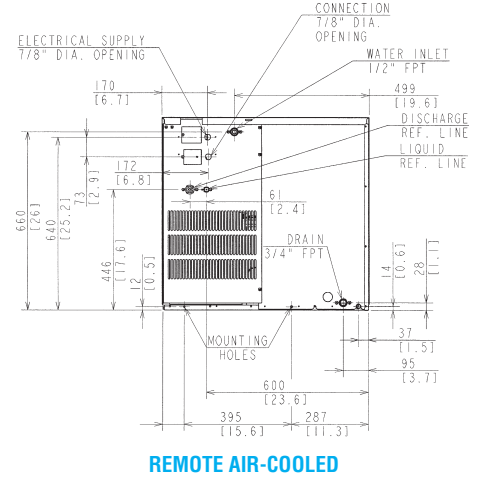 CONNECTION
7/8" DIA.
OPENING
ELECTRICAL SUPPLY
7/8" DIA. OPENING
WATER INLET
1/2" FPT
170
[6.7]
499
[19.6]
DISCHARGE
REF. LINE
LIQUID
REF. LINE
172
[6.8]
61
[2.4]
73
[2.9]
660
[26]
640
[25.2]
446
[17.6]
12
[0.5]
DRAIN
3/4" FPT
14
[0.6]
28
[1.1]
MOUNTING
HOLES
37
[1.5]
95
[3.7]
600
[23.6]
395
[15.6]
287
[11.3]
REMOTE AIR-COOLED